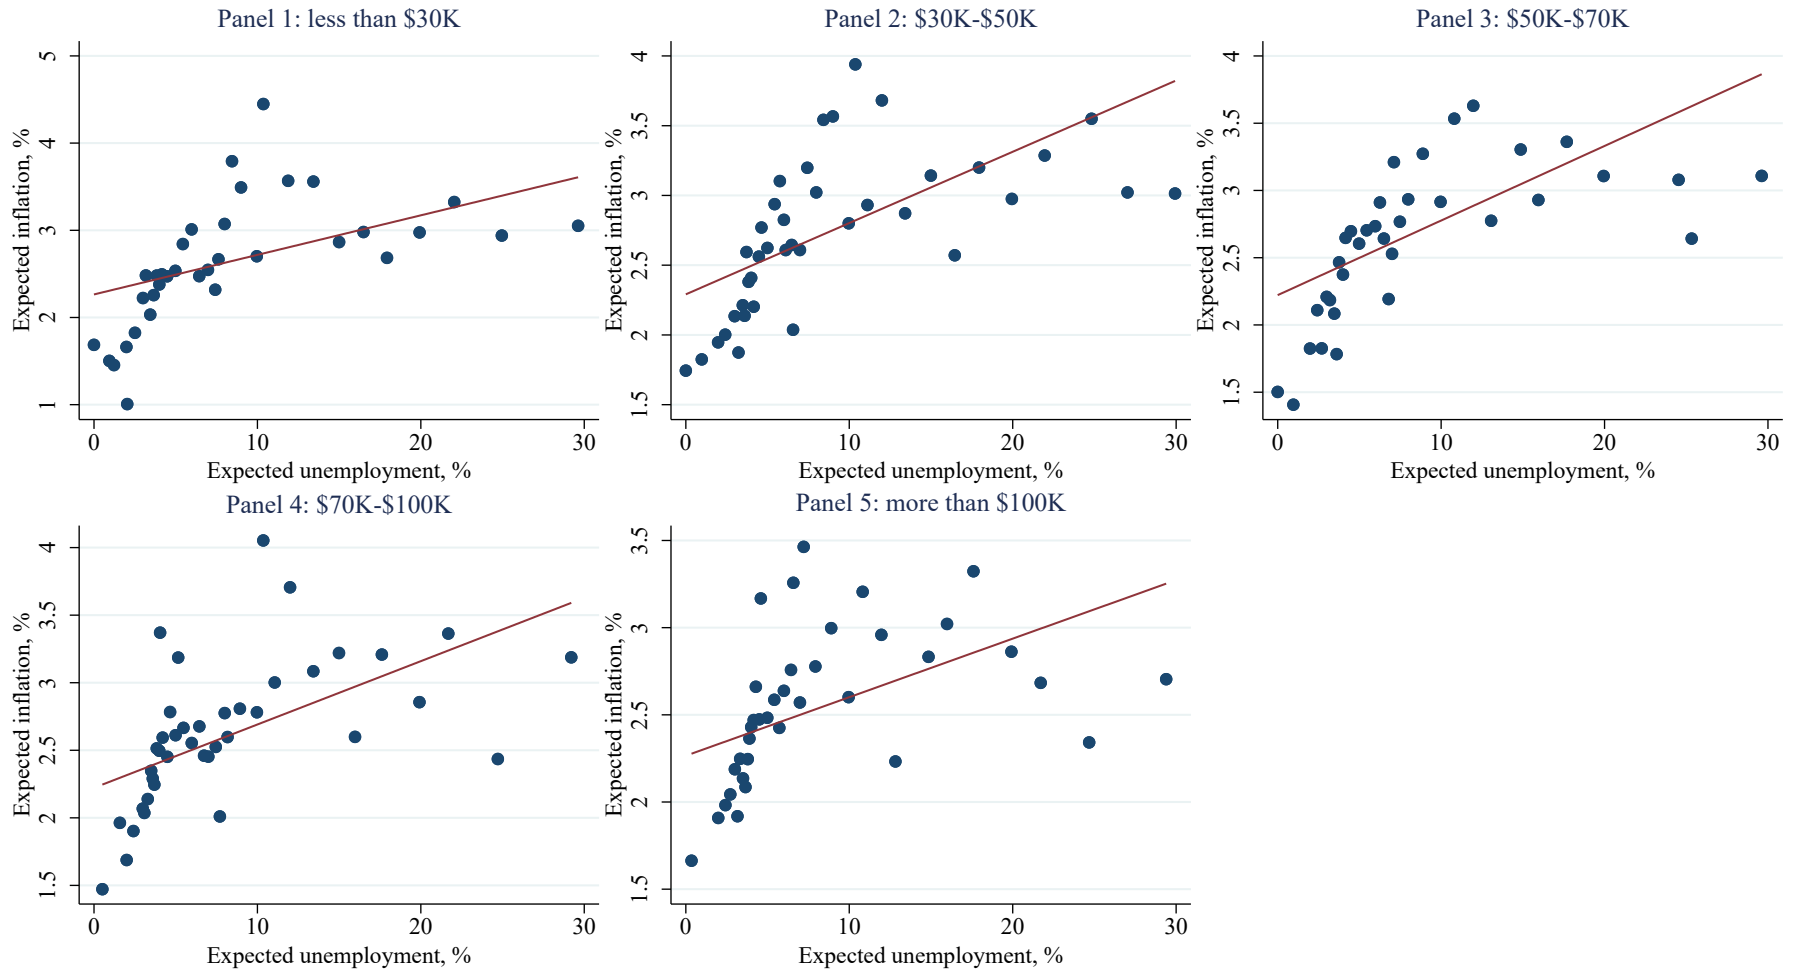 Panel 1: less than $30K
Expected inflation, %
5
4
3
2
1
0 10 20 30
Expected unemployment, %
Panel 2: $30K-$50K
Expected inflation, %
4
3.5
3
2.5
2
1.5
0 10 20 30
Expected unemployment, %
Panel 3: $50K-$70K
Expected inflation, %
4
3.5
3
2.5
2
1.5
0 10 20 30
Expected unemployment, %
Panel 4: $70K-$100K
Expected inflation, %
4
3.5
3
2.5
2
1.5
0 10 20 30
Expected unemployment, %
Panel 5: more than $100K
Expected inflation, %
3.5
3
2.5
2
1.5
0 10 20 30
Expected unemployment, %